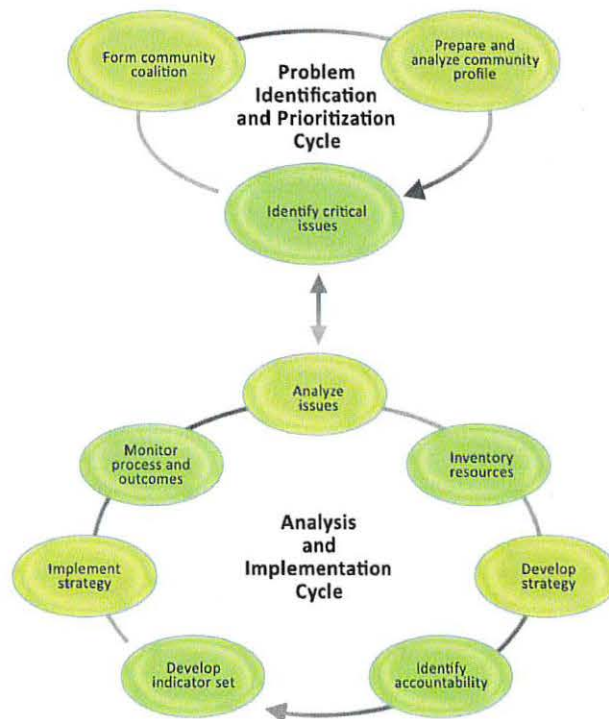 Form community
coalition
Prepare and
analyze community
profile
Problem
Identification
and Prioritization
Cycle
Identify critical
issues
Analyze
issues
Monitor
process and
outcomes
Inventory
resources
Analysis
and
Implementation
Cycle
Implement
strategy
Develop
strategy
Develop
indicator set
Identify
accountability